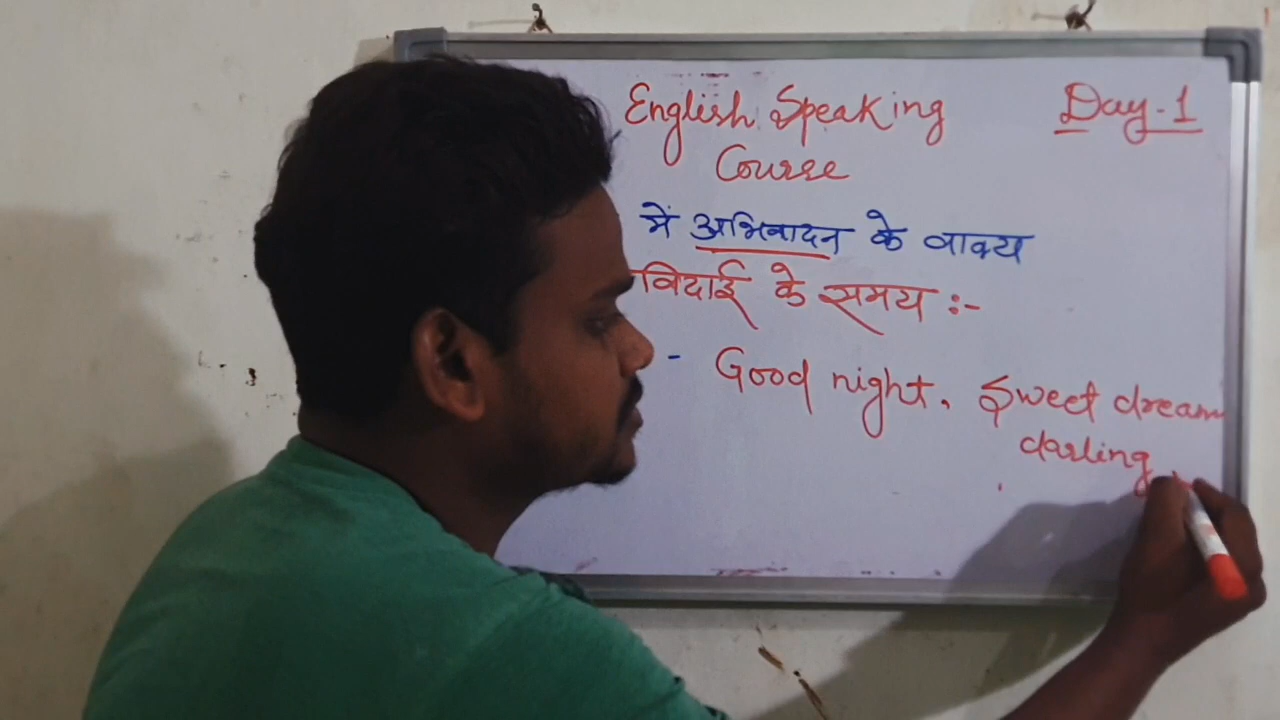 English Speaking Day-1
Course
में अभिवादन के वाक्य
विदाई के समय :-
- Good night. Sweet dream
darling